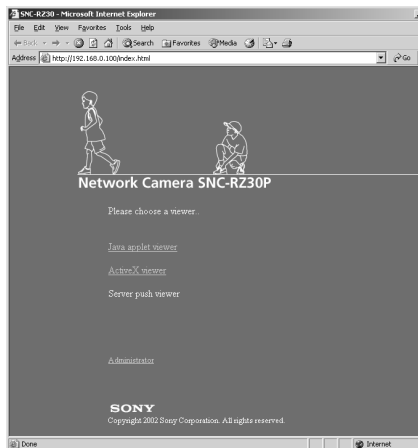 SNC-RZ30 - Microsoft Internet Explorer
File Edit View Favorites Tools Help
Back Search Favorites Media
Address http://192.168.0.100/index.html Go
Network Camera SNC-RZ30P
Please choose a viewer..
Java applet viewer
ActiveX viewer
Server push viewer
Administrator
SONY
Copyright 2002 Sony Corporation. All rights reserved.
Done Internet